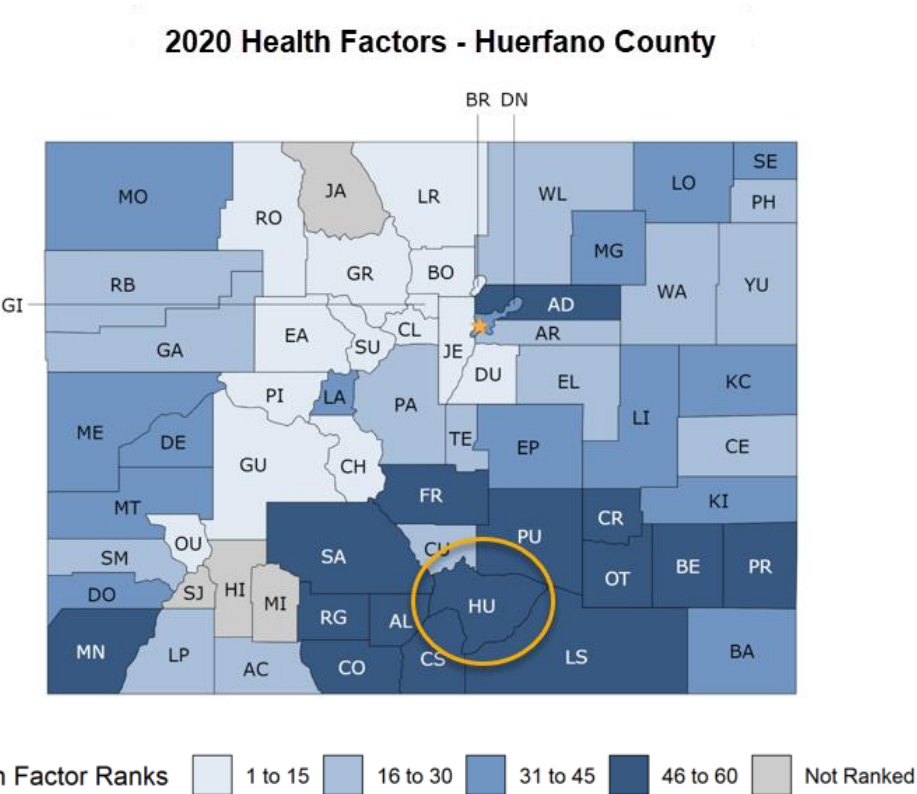 2020 Health Factors - Huerfano County
BR DN
SE
MO
JA
LR
WL
LO
PH
RO
MG
GR
BO
RB
WA
YU
GI
AD
EA
CL
AR
SU
GA
JE
DU
EL
PI
LA
KC
PA
LI
ME
DE
TE
EP
CE
GU
CH
FR
KI
MT
CR
OU
CU
PU
SM
SA
BE
PR
OT
DO
SJ
HI
MI
HU
RG
AL
MN
LP
AC
CO
CS
LS
BA
Factor Ranks 1 to 15 16 to 30 31 to 45 46 to 60 Not Ranked